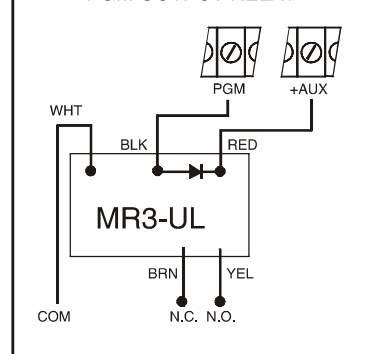 PGM +AUX
WHT
BLK RED
MR3-UL
BRN YEL
COM N.C. N.O.